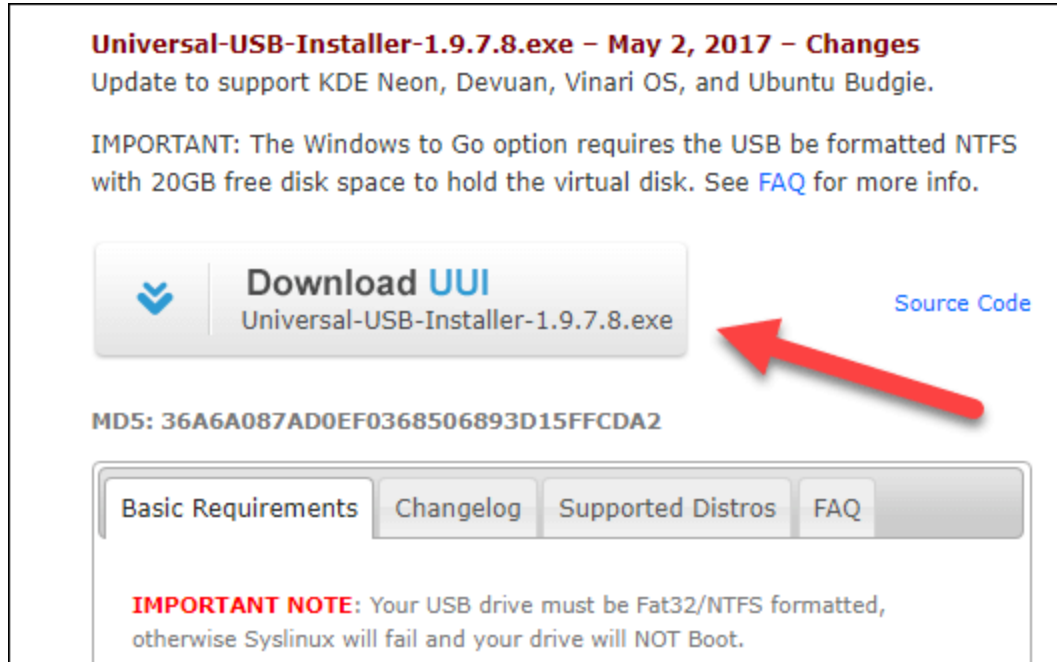 Universal-USB-Installer-1.9.7.8.exe – May 2, 2017 – Changes
Update to support KDE Neon, Devuan, Vinari OS, and Ubuntu Budgie.
IMPORTANT: The Windows to Go option requires the USB be formatted NTFS
with 20GB free disk space to hold the virtual disk. See FAQ for more info.
Download UUI
Universal-USB-Installer-1.9.7.8.exe
Source Code
MD5: 36A6A087AD0EF0368506893D15FFCDA2
Basic Requirements
Changelog
Supported Distros
FAQ
IMPORTANT NOTE: Your USB drive must be Fat32/NTFS formatted,
otherwise Syslinux will fail and your drive will NOT Boot.